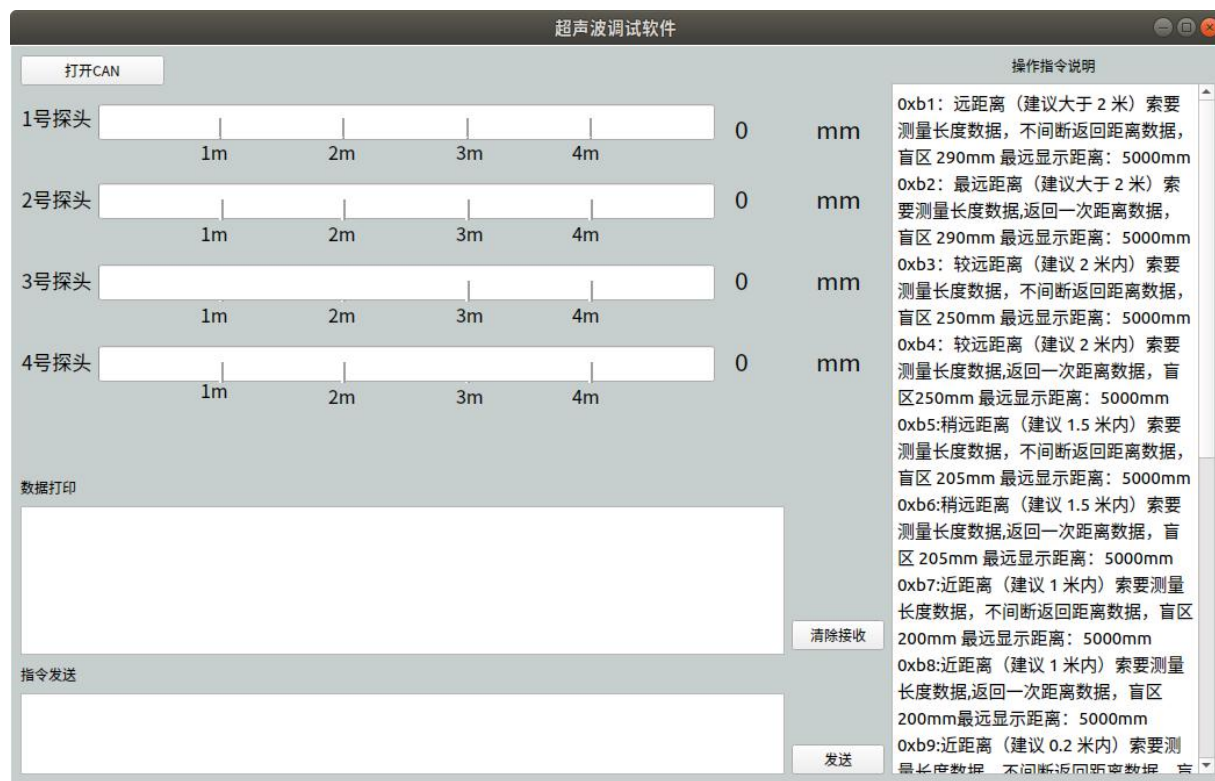 超声波调试软件
打开CAN
1号探头
0
mm
1m
2m
3m
4m
2号探头
0
mm
1m
2m
3m
4m
3号探头
0
mm
1m
2m
3m
4m
4号探头
0
mm
1m
2m
3m
4m
数据打印
清除接收
指令发送
发送
操作指令说明
0xb1：远距离（建议大于 2 米）索要
测量长度数据，不间断返回距离数据，
盲区 290mm 最远显示距离：5000mm
0xb2：最远距离（建议大于 2 米）索
要测量长度数据,返回一次距离数据，
盲区 290mm 最远显示距离：5000mm
0xb3：较远距离（建议 2 米内）索要
测量长度数据，不间断返回距离数据，
盲区 250mm 最远显示距离：5000mm
0xb4：较远距离（建议 2 米内）索要
测量长度数据,返回一次距离数据，盲
区250mm 最远显示距离：5000mm
0xb5:稍远距离（建议 1.5 米内）索要
测量长度数据，不间断返回距离数据，
盲区 205mm 最远显示距离：5000mm
0xb6:稍远距离（建议 1.5 米内）索要
测量长度数据,返回一次距离数据，盲
区 205mm 最远显示距离：5000mm
0xb7:近距离（建议 1 米内）索要测量
长度数据，不间断返回距离数据，盲区
200mm 最远显示距离：5000mm
0xb8:近距离（建议 1 米内）索要测量
长度数据,返回一次距离数据，盲区
200mm最远显示距离：5000mm
0xb9:近距离（建议 0.2 米内）索要测
量长度数据，不间断返回距离数据，盲